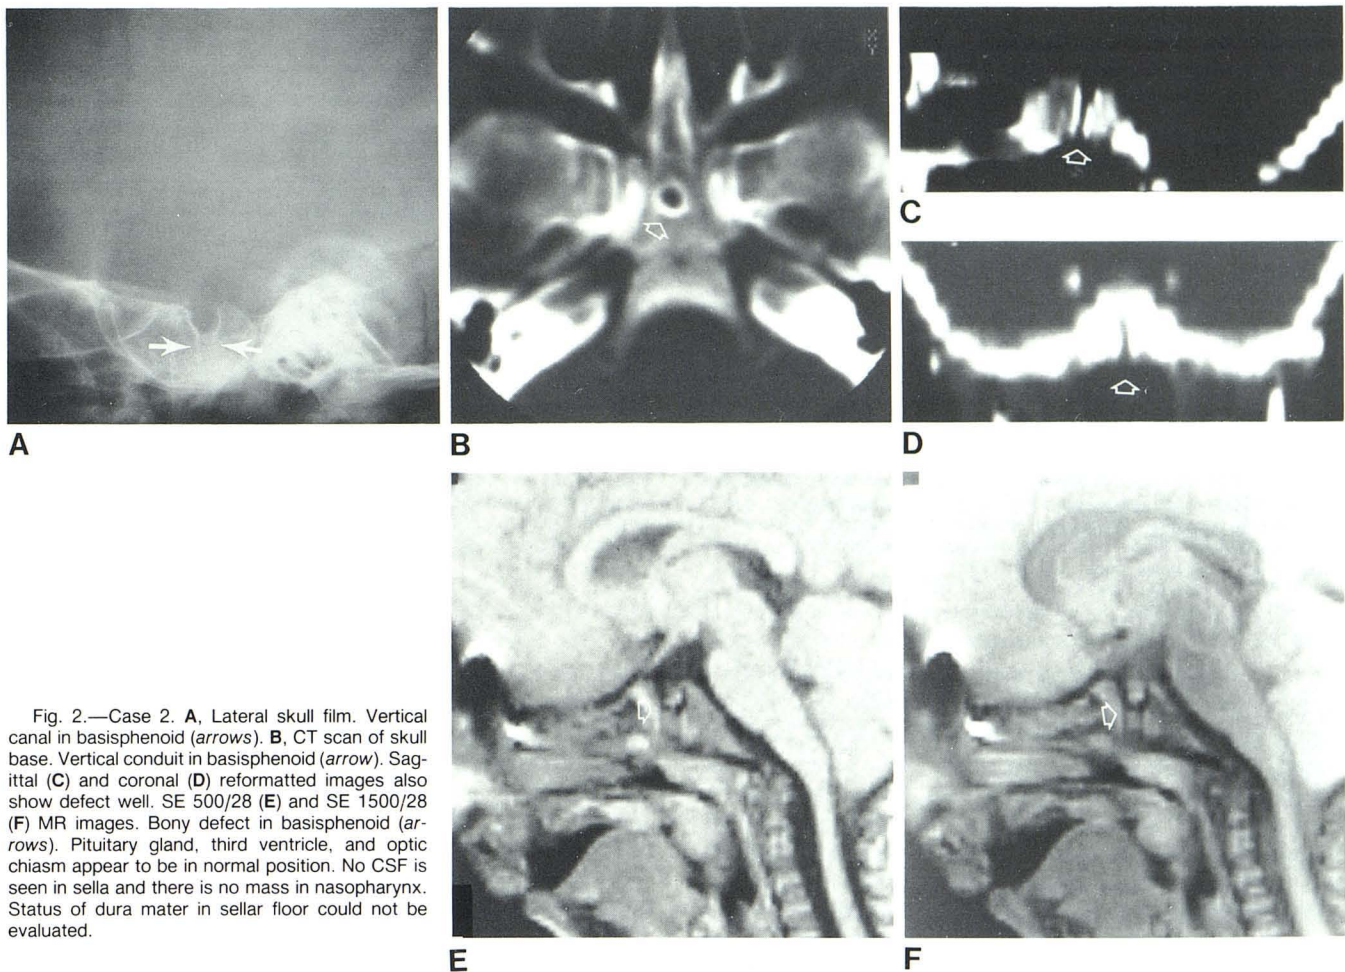 A
B
C
D
Fig. 2.—Case 2. A, Lateral skull film. Vertical
canal in basisphenoid (arrows). B, CT scan of skull
base. Vertical conduit in basisphenoid (arrow). Sag-
ittal (C) and coronal (D) reformatted images also
show defect well. SE 500/28 (E) and SE 1500/28
(F) MR images. Bony defect in basisphenoid (ar-
rows). Pituitary gland, third ventricle, and optic
chiasm appear to be in normal position. No CSF is
seen in sella and there is no mass in nasopharynx.
Status of dura mater in sellar floor could not be
evaluated.
E
F